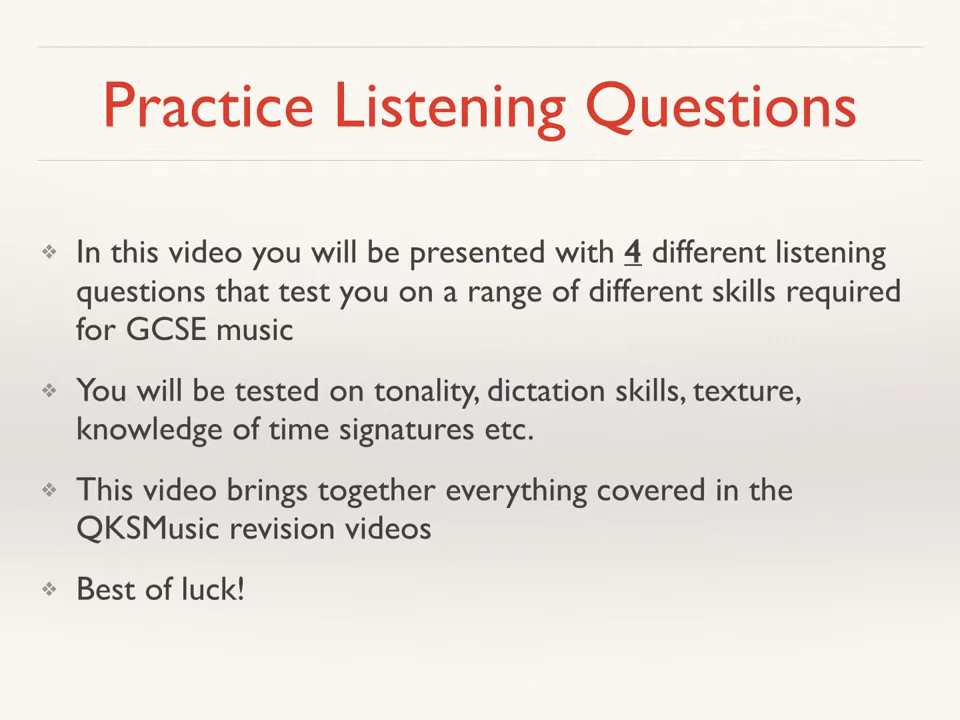 Practice Listening Questions
❖ In this video you will be presented with 4 different listening
questions that test you on a range of different skills required
for GCSE music
❖ You will be tested on tonality, dictation skills, texture,
knowledge of time signatures etc.
❖ This video brings together everything covered in the
QKSMusic revision videos
❖ Best of luck!